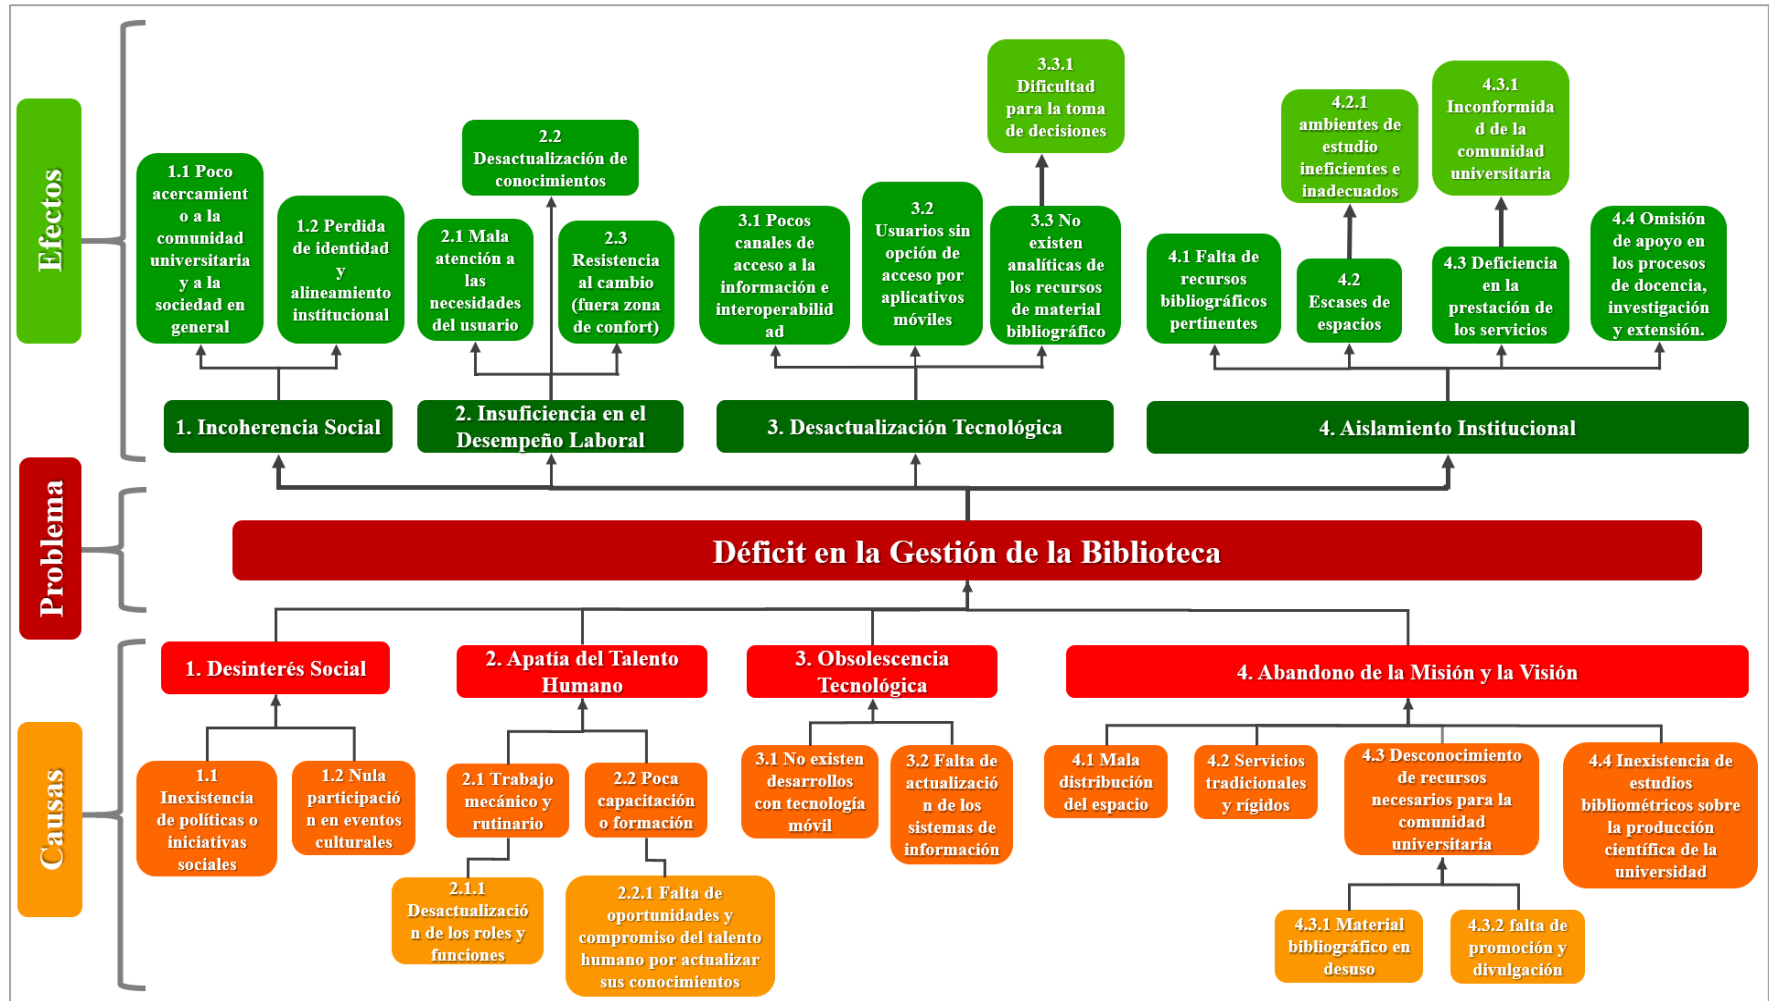 Efectos
3.3.1
Dificultad
para la toma
de decisiones
4.2.1
ambientes de
estudio
ineficientes e
inadecuados
4.3.1
Inconformida
d de la
comunidad
universitaria
1.1 Poco
acercamient
o a la
comunidad
universitaria
y a la
sociedad en
general
1.2 Perdida
de identidad
y
alineamiento
institucional
2.2
Desactualización de
conocimientos
2.1 Mala
atención a
las
necesidades
del usuario
2.3
Resistencia
al cambio
(fuera zona
de confort)
3.1 Pocos
canales de
acceso a la
información e
interoperabilid
ad
3.2
Usuarios sin
opción de
acceso por
aplicativos
móviles
3.3 No
existen
analíticas de
los recursos
de material
bibliográfico
4.1 Falta de
recursos
bibliográficos
pertinentes
4.2
Escases de
espacios
4.3 Deficiencia
en la
prestación de
los servicios
4.4 Omisión
de apoyo en
los procesos
de docencia,
investigación
y extensión.
1. Incoherencia Social
2. Insuficiencia en el
Desempeño Laboral
3. Desactualización Tecnológica
4. Aislamiento Institucional
Problema
Déficit en la Gestión de la Biblioteca
Causas
1. Desinterés Social
2. Apatía del Talento
Humano
3. Obsolescencia
Tecnológica
4. Abandono de la Misión y la Visión
1.1
Inexistencia
de políticas o
iniciativas
sociales
1.2 Nula
participació
n en eventos
culturales
2.1 Trabajo
mecánico y
rutinario
2.2 Poca
capacitación
o formación
3.1 No existen
desarrollos
con tecnología
móvil
3.2 Falta de
actualizació
n de los
sistemas de
información
4.1 Mala
distribución
del espacio
4.2 Servicios
tradicionales
y rígidos
4.3 Desconocimiento
de recursos
necesarios para la
comunidad
universitaria
4.4 Inexistencia de
estudios
bibliométricos sobre
la producción
científica de la
universidad
2.1.1
Desactualizació
n de los roles y
funciones
2.2.1 Falta de
oportunidades y
compromiso del talento
humano por actualizar
sus conocimientos
4.3.1 Material
bibliográfico en
desuso
4.3.2 falta de
promoción y
divulgación